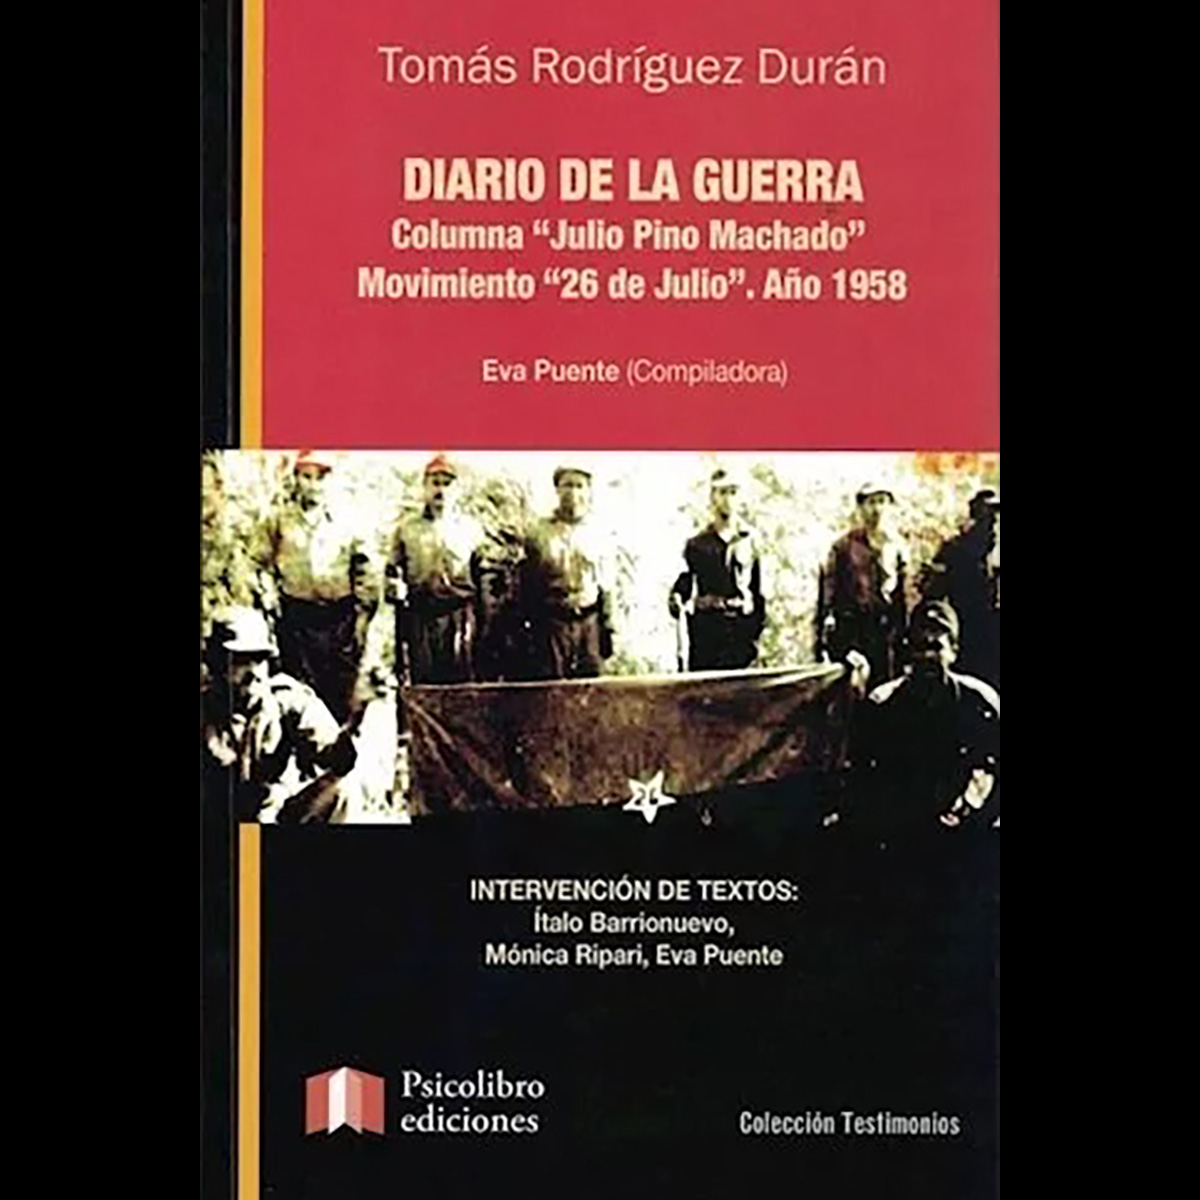 Tomás Rodríguez Durán
DIARIO DE LA GUERRA
Columna “Julio Pino Machado”
Movimiento “26 de Julio”. Año 1958
Eva Puente (Compiladora)
INTERVENCIÓN DE TEXTOS:
Ítalo Barrionuevo,
Mónica Ripari, Eva Puente
Psicolibro
ediciones
Colección Testimonios